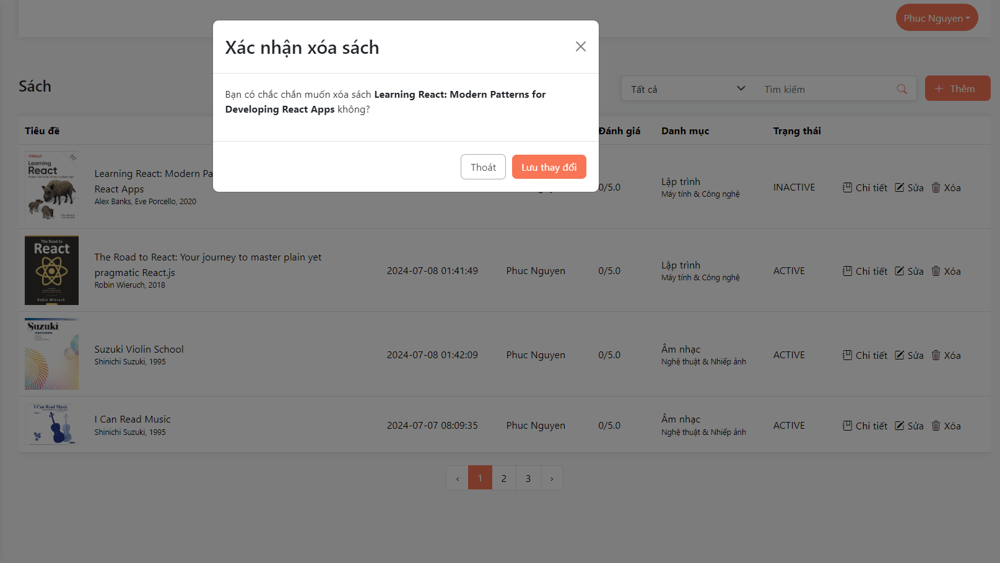 Phuc Nguyen
Xác nhận xóa sách
Bạn có chắc chắn muốn xóa sách Learning React: Modern Patterns for
Developing React Apps không?
Thoát
Lưu thay đổi
Sách
Tất cả
Tìm kiếm
Thêm
Tiêu đề
Đánh giá
Danh mục
Trạng thái
O'REILLY
Learning
React
Learning React: Modern Pa
React Apps
Alex Banks, Eve Porcello, 2020
0/5.0
Lập trình
Máy tính & Công nghệ
INACTIVE
Chi tiết
Sửa
Xóa
The Road to
React
Robin Wieruch
The Road to React: Your journey to master plain yet
pragmatic React.js
Robin Wieruch, 2018
2024-07-08 01:41:49
Phuc Nguyen
0/5.0
Lập trình
Máy tính & Công nghệ
ACTIVE
Chi tiết
Sửa
Xóa
Suzuki
Suzuki Violin School
Shinichi Suzuki, 1995
2024-07-08 01:42:09
Phuc Nguyen
0/5.0
Âm nhạc
Nghệ thuật & Nhiếp ảnh
ACTIVE
Chi tiết
Sửa
Xóa
I Can Read Music
I Can Read Music
Shinichi Suzuki, 1995
2024-07-07 08:09:35
Phuc Nguyen
0/5.0
Âm nhạc
Nghệ thuật & Nhiếp ảnh
ACTIVE
Chi tiết
Sửa
Xóa
‹
1
2
3
›